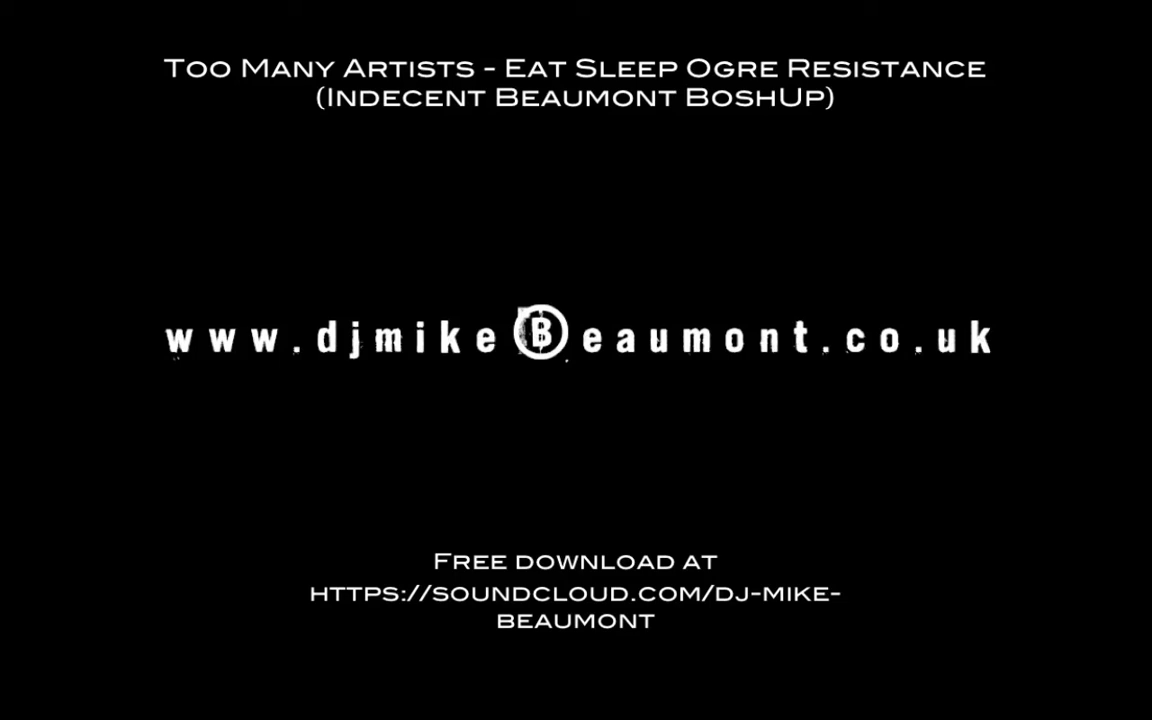 Too Many Artists - Eat Sleep Ogre Resistance
(Indecent Beaumont BoshUp)
www.djmikeBeaumont.co.uk
Free download at
https://soundcloud.com/dj-mike-
beaumont